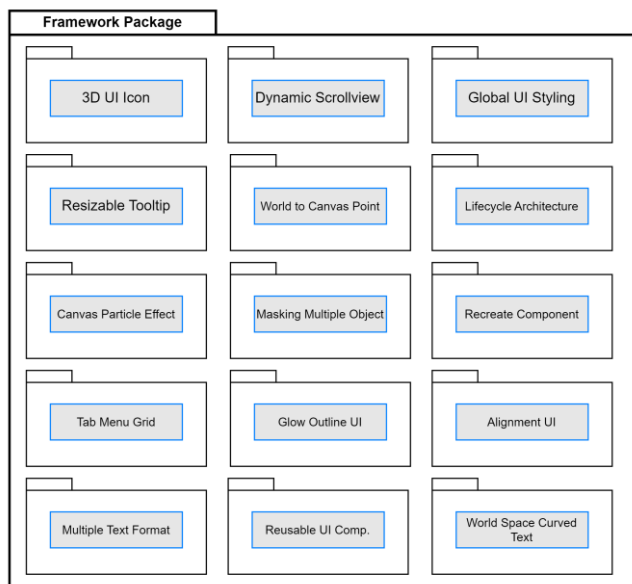 Framework Package
3D UI Icon
Dynamic Scrollview
Global UI Styling
Resizable Tooltip
World to Canvas Point
Lifecycle Architecture
Canvas Particle Effect
Masking Multiple Object
Recreate Component
Tab Menu Grid
Glow Outline UI
Alignment UI
Multiple Text Format
Reusable UI Comp.
World Space Curved
Text